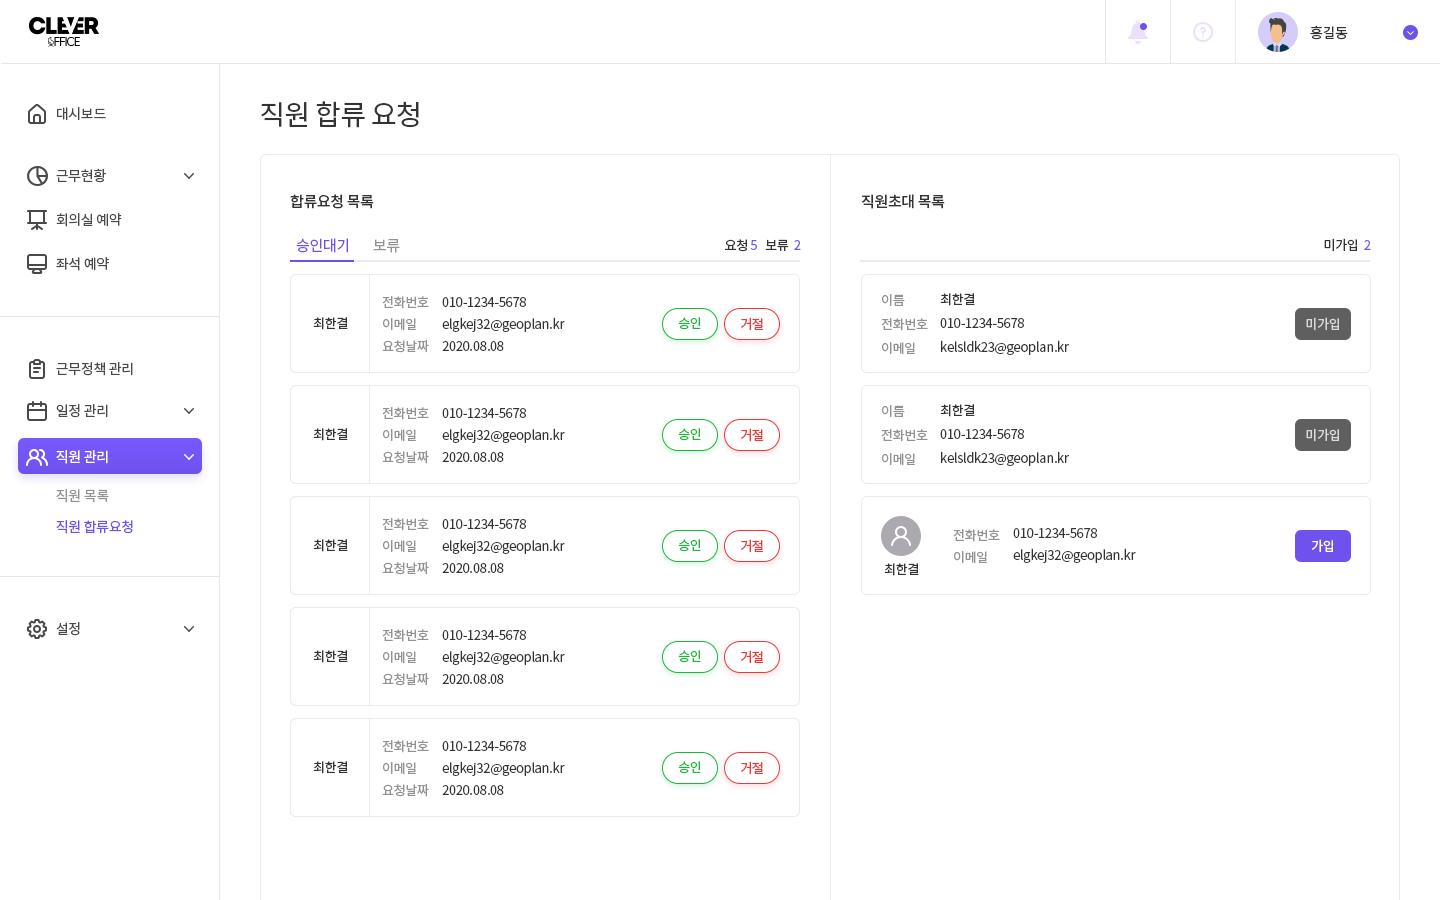 CLEVER
OFFICE
홍길동
대시보드
근무현황
회의실 예약
좌석 예약
근무정책 관리
일정 관리
직원 관리
직원 목록
직원 합류요청
설정
직원 합류 요청
합류요청 목록
승인대기 보류 요청 5 보류 2
최한결
전화번호 010-1234-5678
이메일 elgkej32@geoplan.kr
요청날짜 2020.08.08
승인 거절
최한결
전화번호 010-1234-5678
이메일 elgkej32@geoplan.kr
요청날짜 2020.08.08
승인 거절
최한결
전화번호 010-1234-5678
이메일 elgkej32@geoplan.kr
요청날짜 2020.08.08
승인 거절
최한결
전화번호 010-1234-5678
이메일 elgkej32@geoplan.kr
요청날짜 2020.08.08
승인 거절
최한결
전화번호 010-1234-5678
이메일 elgkej32@geoplan.kr
요청날짜 2020.08.08
승인 거절
직원초대 목록
미가입 2
이름 최한결
전화번호 010-1234-5678
이메일 kelsldk23@geoplan.kr
미가입
이름 최한결
전화번호 010-1234-5678
이메일 kelsldk23@geoplan.kr
미가입
최한결
전화번호 010-1234-5678
이메일 elgkej32@geoplan.kr
가입